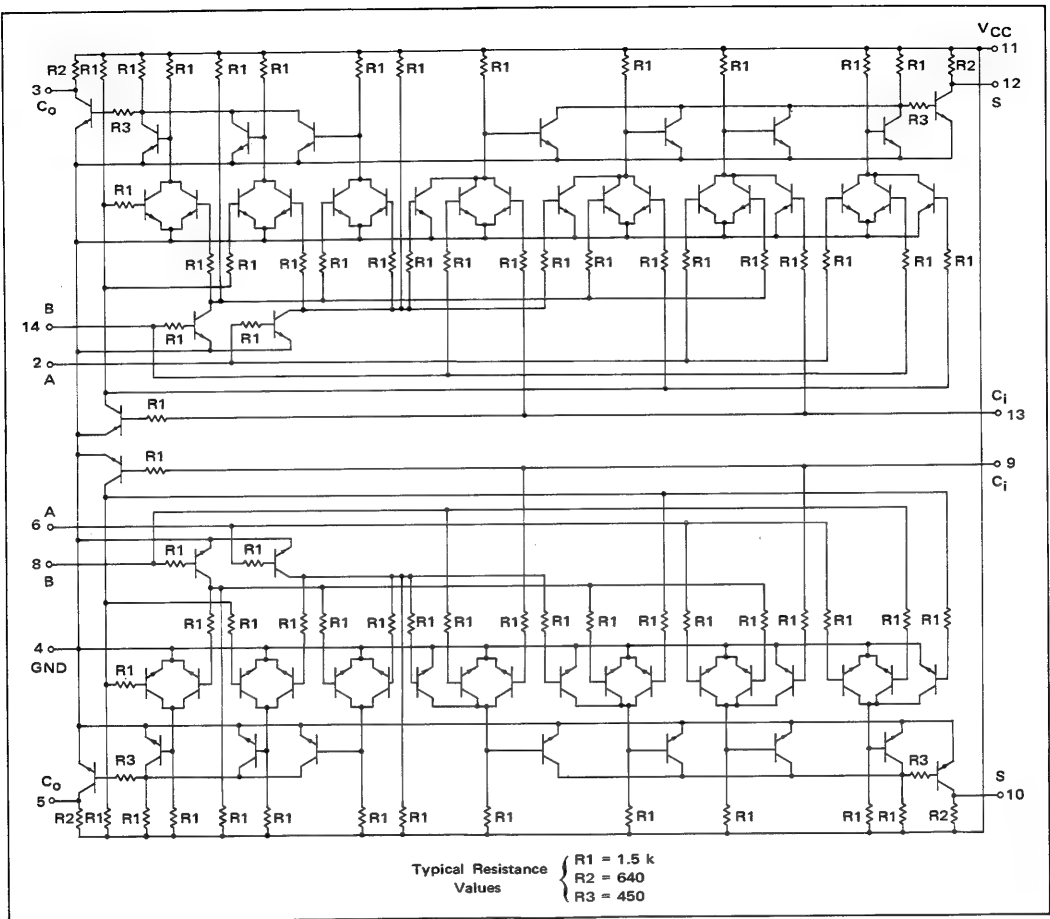 VCC
11
R2 R1 R1 R1 R1 R1 R1 R1 R1 R1 R1 R1 R1 R2
3
12
Co
R3
R3
S
R1
R1 R1 R1 R1 R1 R1 R1 R1 R1 R1 R1 R1 R1 R1 R1
B
14
R1
R1
2
A
R1
Ci
13
R1
9
Ci
A
6
R1
R1
8
B
R1 R1 R1 R1 R1 R1 R1 R1 R1 R1 R1 R1 R1 R1 R1
4
GND
R1
Co
R3
R3
S
5
10
R2 R1 R1 R1 R1 R1 R1 R1 R1 R1 R1 R1 R1 R2
Typical Resistance
Values
R1 = 1.5 k
R2 = 640
R3 = 450